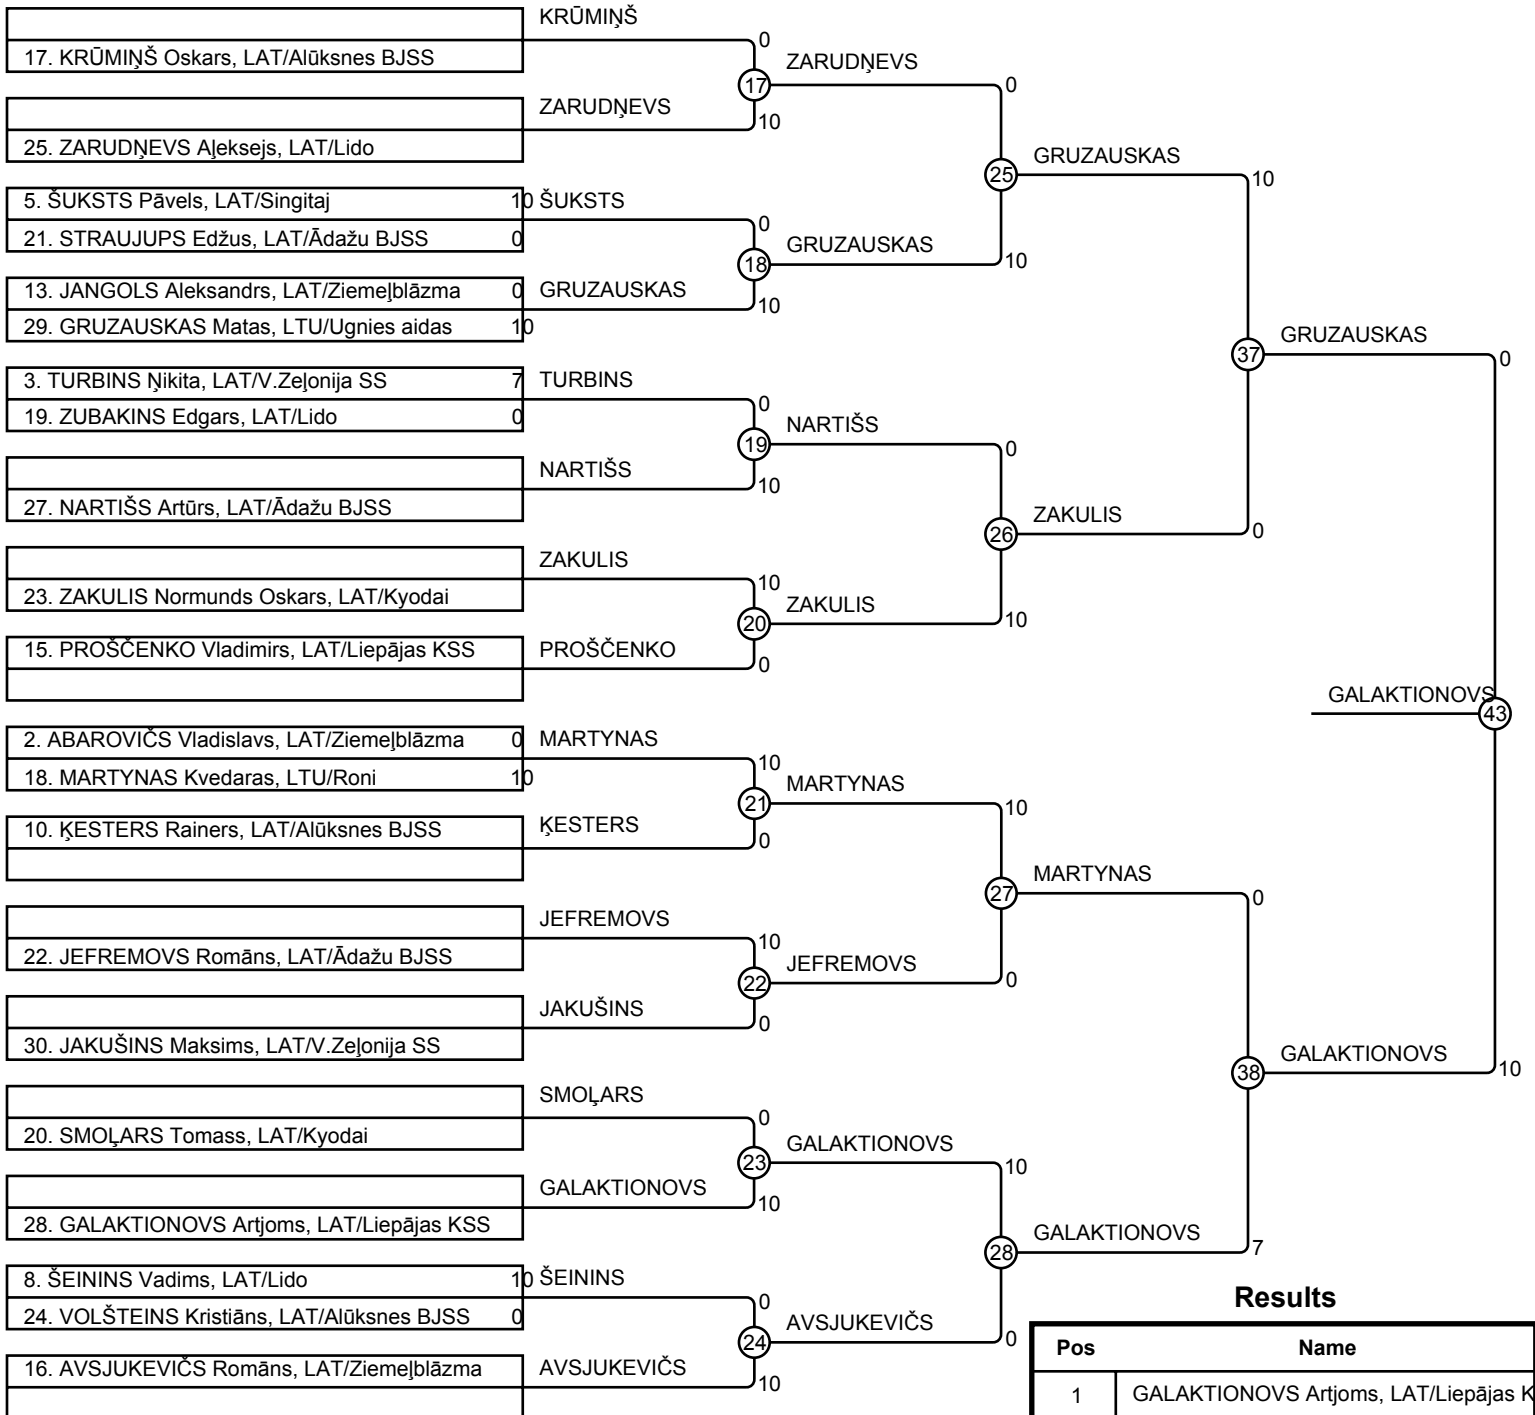 KRŪMIŅŠ
0
17. KRŪMIŅŠ Oskars, LAT/Alūksnes BJSS
ZARUDŅEVS
17
0
ZARUDŅEVS
10
25. ZARUDŅEVS Aļeksejs, LAT/Lido
GRUZAUSKAS
25
10
5. ŠUKSTS Pāvels, LAT/Singitaj 10 ŠUKSTS
0
21. STRAUJUPS Edžus, LAT/Ādažu BJSS 0
GRUZAUSKAS
18
10
13. JANGOLS Aleksandrs, LAT/Ziemeļblāzma 0 GRUZAUSKAS
10
29. GRUZAUSKAS Matas, LTU/Ugnies aidas 10
GRUZAUSKAS
37
0
3. TURBINS Ņikita, LAT/V.Zeļonija SS 7 TURBINS
0
19. ZUBAKINS Edgars, LAT/Lido 0
NARTIŠS
19
0
NARTIŠS
10
27. NARTIŠS Artūrs, LAT/Ādažu BJSS
ZAKULIS
26
0
ZAKULIS
10
23. ZAKULIS Normunds Oskars, LAT/Kyodai
ZAKULIS
20
10
15. PROŠČENKO Vladimirs, LAT/Liepājas KSS PROŠČENKO
0
GALAKTIONOVS
43
2. ABAROVIČS Vladislavs, LAT/Ziemeļblāzma 0 MARTYNAS
10
18. MARTYNAS Kvedaras, LTU/Roni 10
MARTYNAS
21
10
10. ĶESTERS Rainers, LAT/Alūksnes BJSS ĶESTERS
0
MARTYNAS
27
0
JEFREMOVS
10
22. JEFREMOVS Romāns, LAT/Ādažu BJSS
JEFREMOVS
22
0
JAKUŠINS
0
30. JAKUŠINS Maksims, LAT/V.Zeļonija SS
GALAKTIONOVS
38
10
SMOĻARS
0
20. SMOĻARS Tomass, LAT/Kyodai
GALAKTIONOVS
23
10
GALAKTIONOVS
10
28. GALAKTIONOVS Artjoms, LAT/Liepājas KSS
GALAKTIONOVS
28
7
8. ŠEININS Vadims, LAT/Lido 10 ŠEININS
0
24. VOLŠTEINS Kristiāns, LAT/Alūksnes BJSS 0
AVSJUKEVIČS
24
0
16. AVSJUKEVIČS Romāns, LAT/Ziemeļblāzma AVSJUKEVIČS
10
Results
Pos Name
1 GALAKTIONOVS Artjoms, LAT/Liepājas K